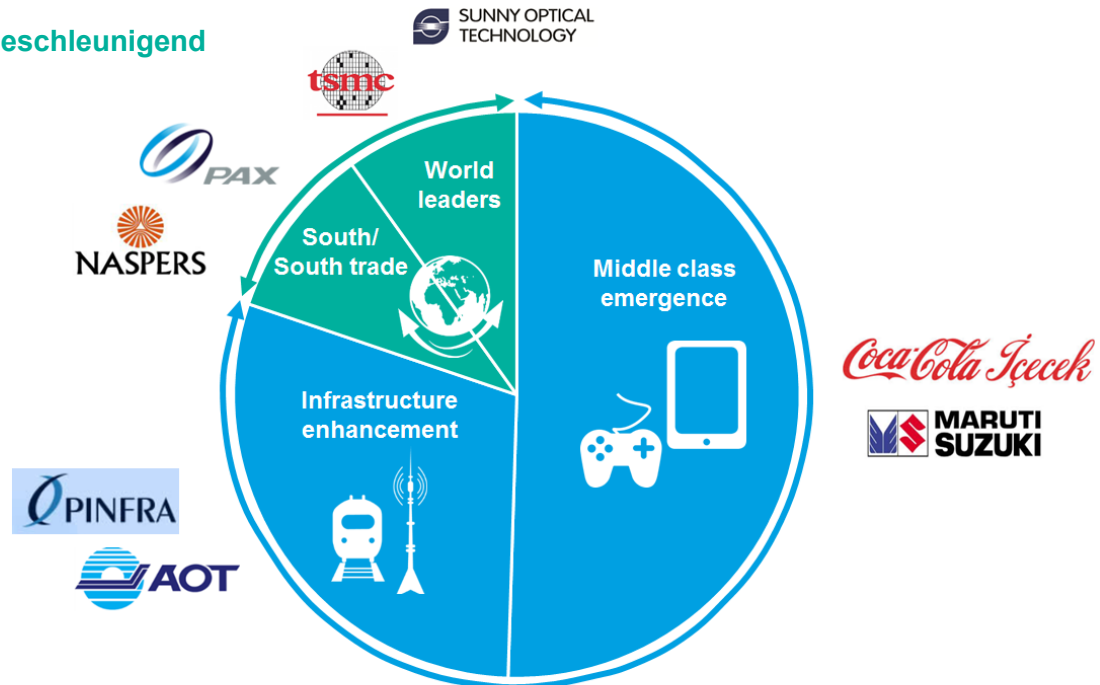 eschleunigend
SUNNY OPTICAL
TECHNOLOGY
tsmc
PAX
NASPERS
World
leaders
South/
South trade
Middle class
emergence
Coca-Cola İçecek
MARUTI
SUZUKI
Infrastructure
enhancement
PINFRA
AOT